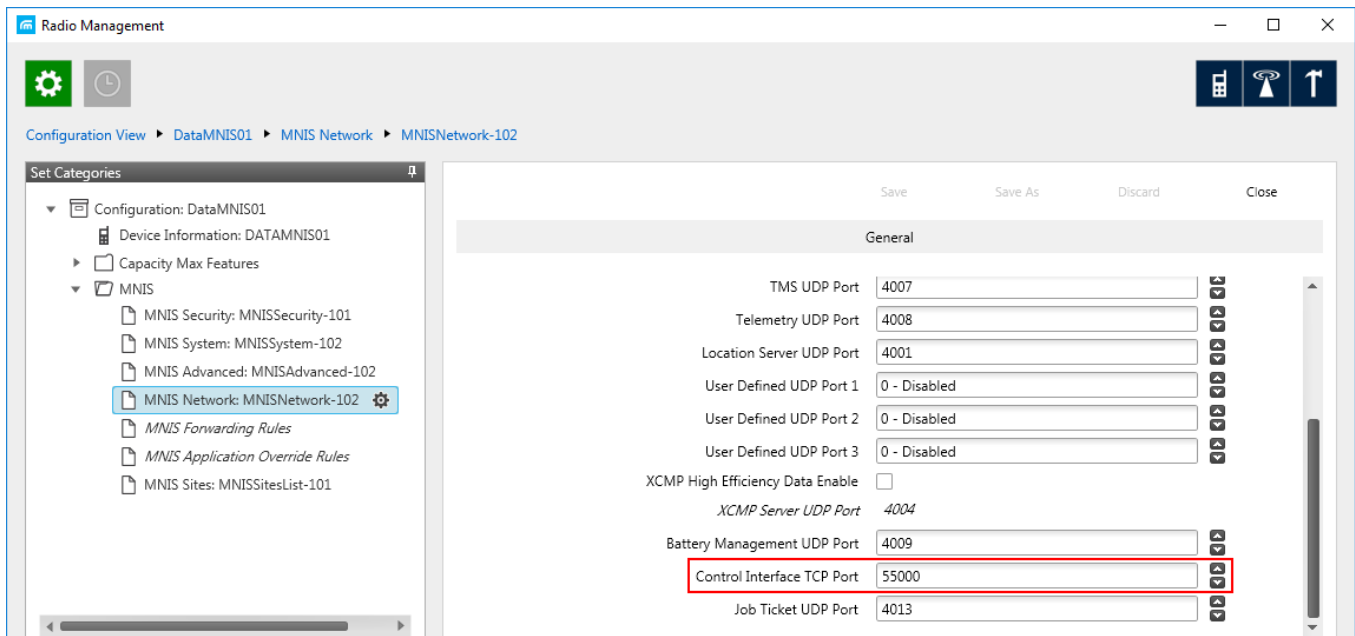 Radio Management
Configuration View DataMNIS01 MNIS Network MNISNetwork-102
Set Categories
Configuration: DataMNIS01
Device Information: DATAMNIS01
Capacity Max Features
MNIS
MNIS Security: MNISSecurity-101
MNIS System: MNISSystem-102
MNIS Advanced: MNISAdvanced-102
MNIS Network: MNISNetwork-102
MNIS Forwarding Rules
MNIS Application Override Rules
MNIS Sites: MNISSitesList-101
Save Save As Discard Close
General
TMS UDP Port 4007
Telemetry UDP Port 4008
Location Server UDP Port 4001
User Defined UDP Port 1 0 - Disabled
User Defined UDP Port 2 0 - Disabled
User Defined UDP Port 3 0 - Disabled
XCMP High Efficiency Data Enable
XCMP Server UDP Port 4004
Battery Management UDP Port 4009
Control Interface TCP Port 55000
Job Ticket UDP Port 4013